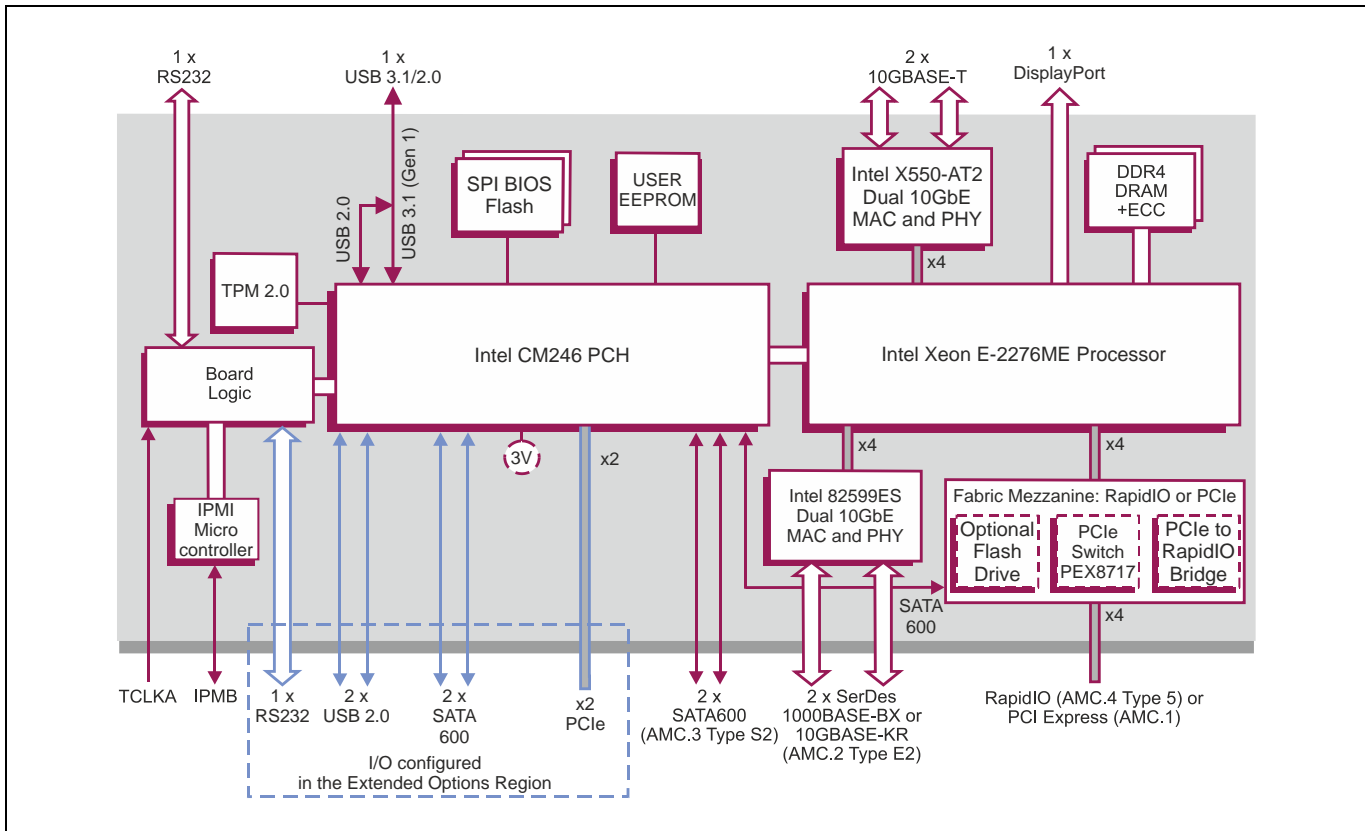 1 x
RS232
1 x
USB 3.1/2.0
2 x
10GBASE-T
1 x
DisplayPort
USB 2.0
USB 3.1 (Gen 1)
SPI BIOS
Flash
USER
EEPROM
Intel X550-AT2
Dual 10GbE
MAC and PHY
DDR4
DRAM
+ECC
x4
TPM 2.0
Intel CM246 PCH
Intel Xeon E-2276ME Processor
Board
Logic
3V
x2
x4
x4
IPMI
Micro
controller
Intel 82599ES
Dual 10GbE
MAC and PHY
Fabric Mezzanine: RapidIO or PCIe
Optional
Flash
Drive
PCIe
Switch
PEX8717
PCIe to
RapidIO
Bridge
SATA
600
x4
TCLKA
IPMB
1 x
RS232
2 x
USB 2.0
2 x
SATA
600
x2
PCIe
I/O configured
in the Extended Options Region
2 x
SATA600
(AMC.3 Type S2)
2 x SerDes
1000BASE-BX or
10GBASE-KR
(AMC.2 Type E2)
RapidIO (AMC.4 Type 5) or
PCI Express (AMC.1)